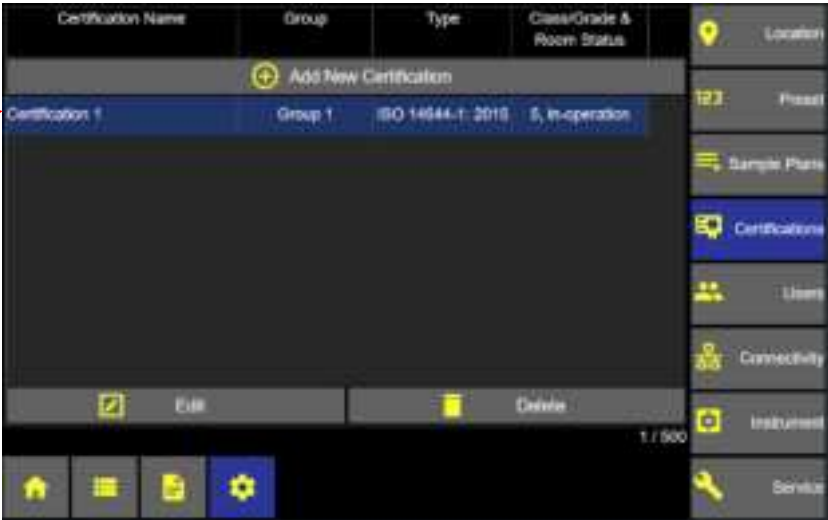 Certification Name Group Type Class/Grade &
Room Status
Add New Certification
Certification 1 Group 1 ISO 14644-1: 2015 5, in-operation
Edit Delete
1 / 500
Location
123 Preset
Sample Plans
Certifications
Users
Connectivity
Instrument
Service